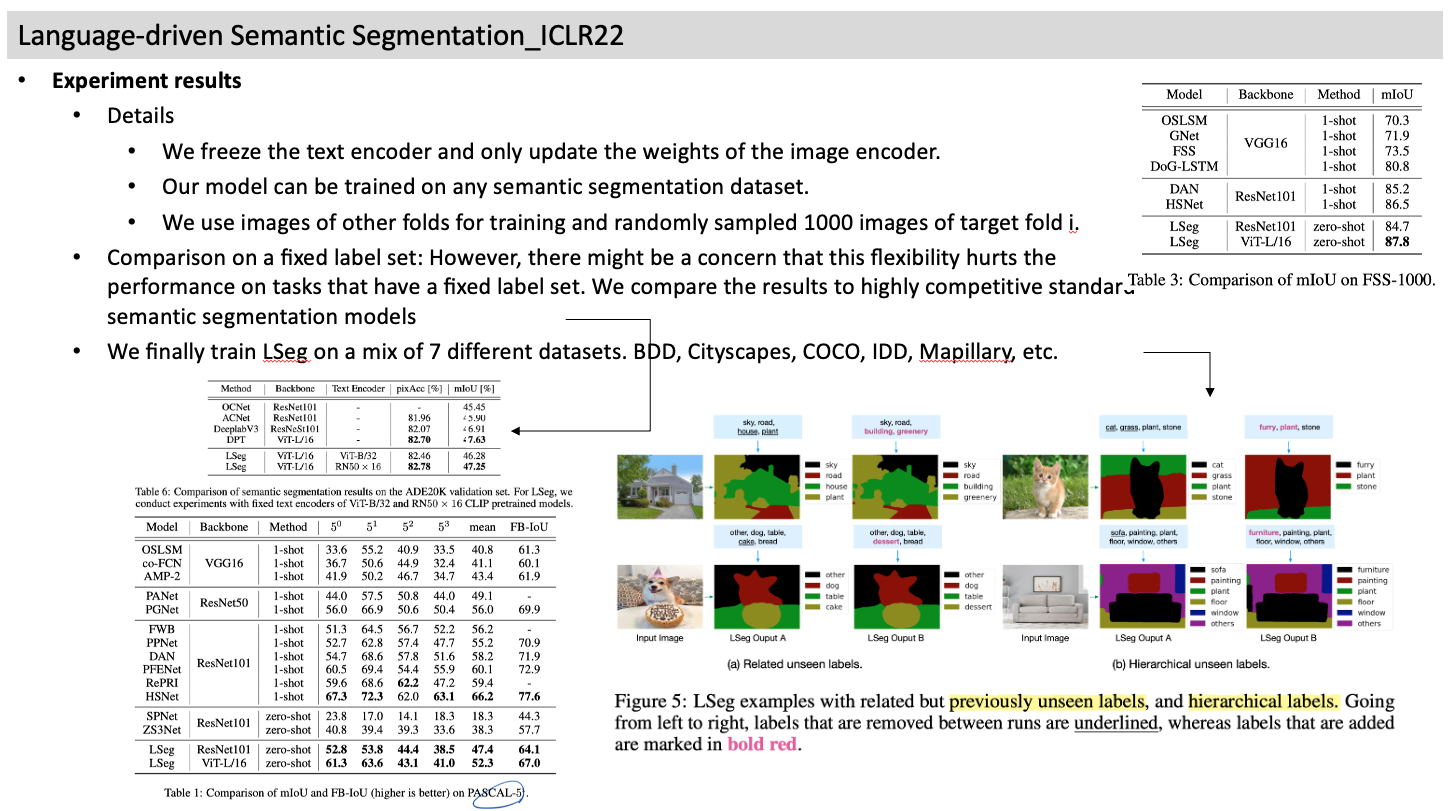 Language-driven Semantic Segmentation_ICLR22
• Experiment results
• Details
• We freeze the text encoder and only update the weights of the image encoder.
• Our model can be trained on any semantic segmentation dataset.
• We use images of other folds for training and randomly sampled 1000 images of target fold i.
• Comparison on a fixed label set: However, there might be a concern that this flexibility hurts the
performance on tasks that have a fixed label set. We compare the results to highly competitive standard
semantic segmentation models
• We finally train LSeg on a mix of 7 different datasets. BDD, Cityscapes, COCO, IDD, Mapillary, etc.
Model Backbone Method mIoU
OSLSM VGG16 1-shot 70.3
GNet 1-shot 71.9
FSS 1-shot 73.5
DoG-LSTM 1-shot 80.8
DAN ResNet101 1-shot 85.2
HSNet 1-shot 86.5
LSeg ResNet101 zero-shot 84.7
LSeg ViT-L/16 zero-shot 87.8
Table 3: Comparison of mIoU on FSS-1000.
Method Backbone Text Encoder pixAcc [%] mIoU [%]
OCNet ResNet101 - - 45.45
ACNet ResNet101 - 81.96 45.90
DeeplabV3 ResNeSt101 - 82.07 46.91
DPT ViT-L/16 - 82.70 47.63
LSeg ViT-L/16 ViT-B/32 82.46 46.28
LSeg ViT-L/16 RN50 × 16 82.78 47.25
Table 6: Comparison of semantic segmentation results on the ADE20K validation set. For LSeg, we
conduct experiments with fixed text encoders of ViT-B/32 and RN50 × 16 CLIP pretrained models.
Model Backbone Method 5⁰ 5¹ 5² 5³ mean FB-IoU
OSLSM VGG16 1-shot 33.6 55.2 40.9 33.5 40.8 61.3
co-FCN 1-shot 36.7 50.6 44.9 32.4 41.1 60.1
AMP-2 1-shot 41.9 50.2 46.7 34.7 43.4 61.9
PANet ResNet50 1-shot 44.0 57.5 50.8 44.0 49.1 -
PGNet 1-shot 56.0 66.9 50.6 50.4 56.0 69.9
FWB ResNet101 1-shot 51.3 64.5 56.7 52.2 56.2 -
PPNet 1-shot 52.7 62.8 57.4 47.7 55.2 70.9
DAN 1-shot 54.7 68.6 57.8 51.6 58.2 71.9
PFENet 1-shot 60.5 69.4 54.4 55.9 60.1 72.9
RePRI 1-shot 59.6 68.6 62.2 47.2 59.4 -
HSNet 1-shot 67.3 72.3 62.0 63.1 66.2 77.6
SPNet ResNet101 zero-shot 23.8 17.0 14.1 18.3 18.3 44.3
ZS3Net zero-shot 40.8 39.4 39.3 33.6 38.3 57.7
LSeg ResNet101 zero-shot 52.8 53.8 44.4 38.5 47.4 64.1
LSeg ViT-L/16 zero-shot 61.3 63.6 43.1 41.0 52.3 67.0
Table 1: Comparison of mIoU and FB-IoU (higher is better) on PASCAL-5ⁱ.
sky, road,
house, plant
sky, road,
building, greenery
sky
road
house
plant
sky
road
building
greenery
other, dog, table,
cake, bread
other, dog, table,
dessert, bread
other
dog
table
cake
other
dog
table
dessert
Input Image LSeg Ouput A LSeg Ouput B
(a) Related unseen labels.
cat, grass, plant, stone
furry, plant, stone
cat
grass
plant
stone
furry
plant
stone
sofa, painting, plant,
floor, window, others
furniture, painting, plant,
floor, window, others
sofa
painting
plant
floor
window
others
furniture
painting
plant
floor
window
others
Input Image LSeg Ouput A LSeg Ouput B
(b) Hierarchical unseen labels.
Figure 5: LSeg examples with related but previously unseen labels, and hierarchical labels. Going
from left to right, labels that are removed between runs are underlined, whereas labels that are added
are marked in bold red.